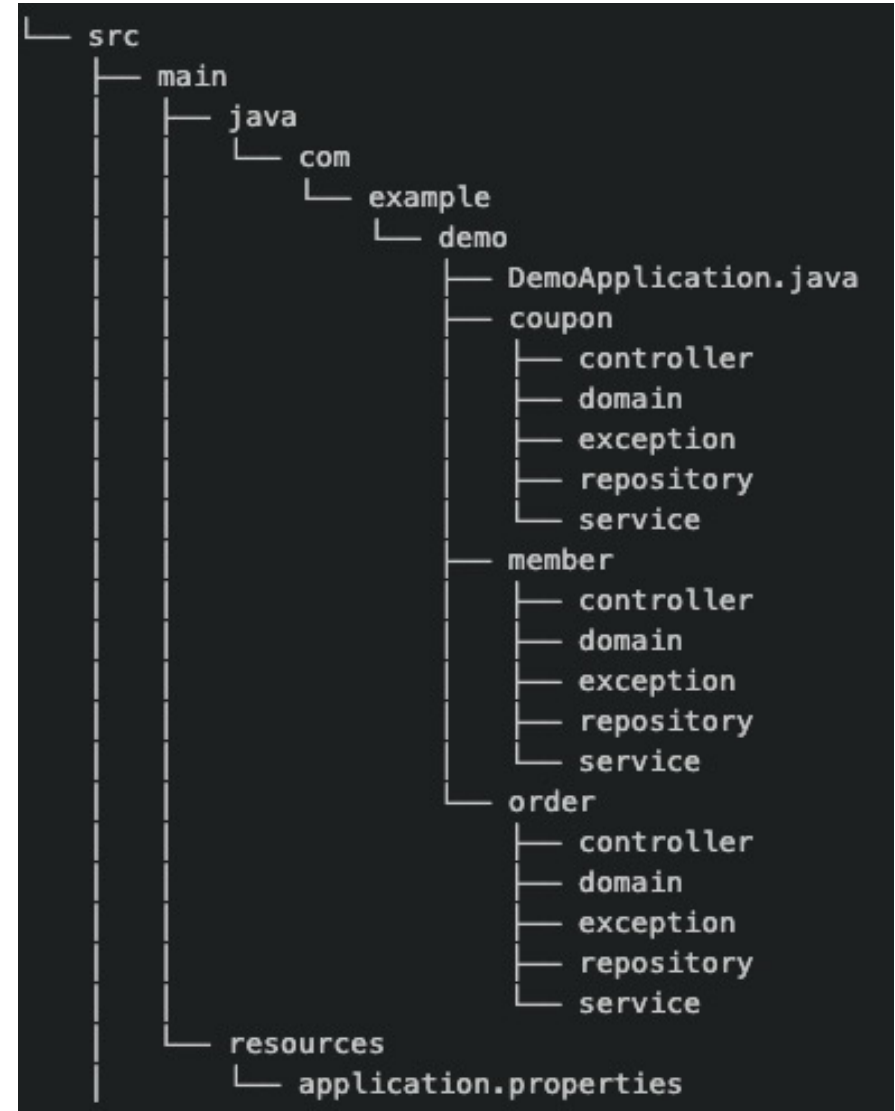 └── src
    ├── main
    │   ├── java
    │   │   └── com
    │   │       └── example
    │   │           └── demo
    │   │               ├── DemoApplication.java
    │   │               ├── coupon
    │   │               │   ├── controller
    │   │               │   ├── domain
    │   │               │   ├── exception
    │   │               │   ├── repository
    │   │               │   └── service
    │   │               ├── member
    │   │               │   ├── controller
    │   │               │   ├── domain
    │   │               │   ├── exception
    │   │               │   ├── repository
    │   │               │   └── service
    │   │               └── order
    │   │                   ├── controller
    │   │                   ├── domain
    │   │                   ├── exception
    │   │                   ├── repository
    │   │                   └── service
    │   └── resources
    │       └── application.properties